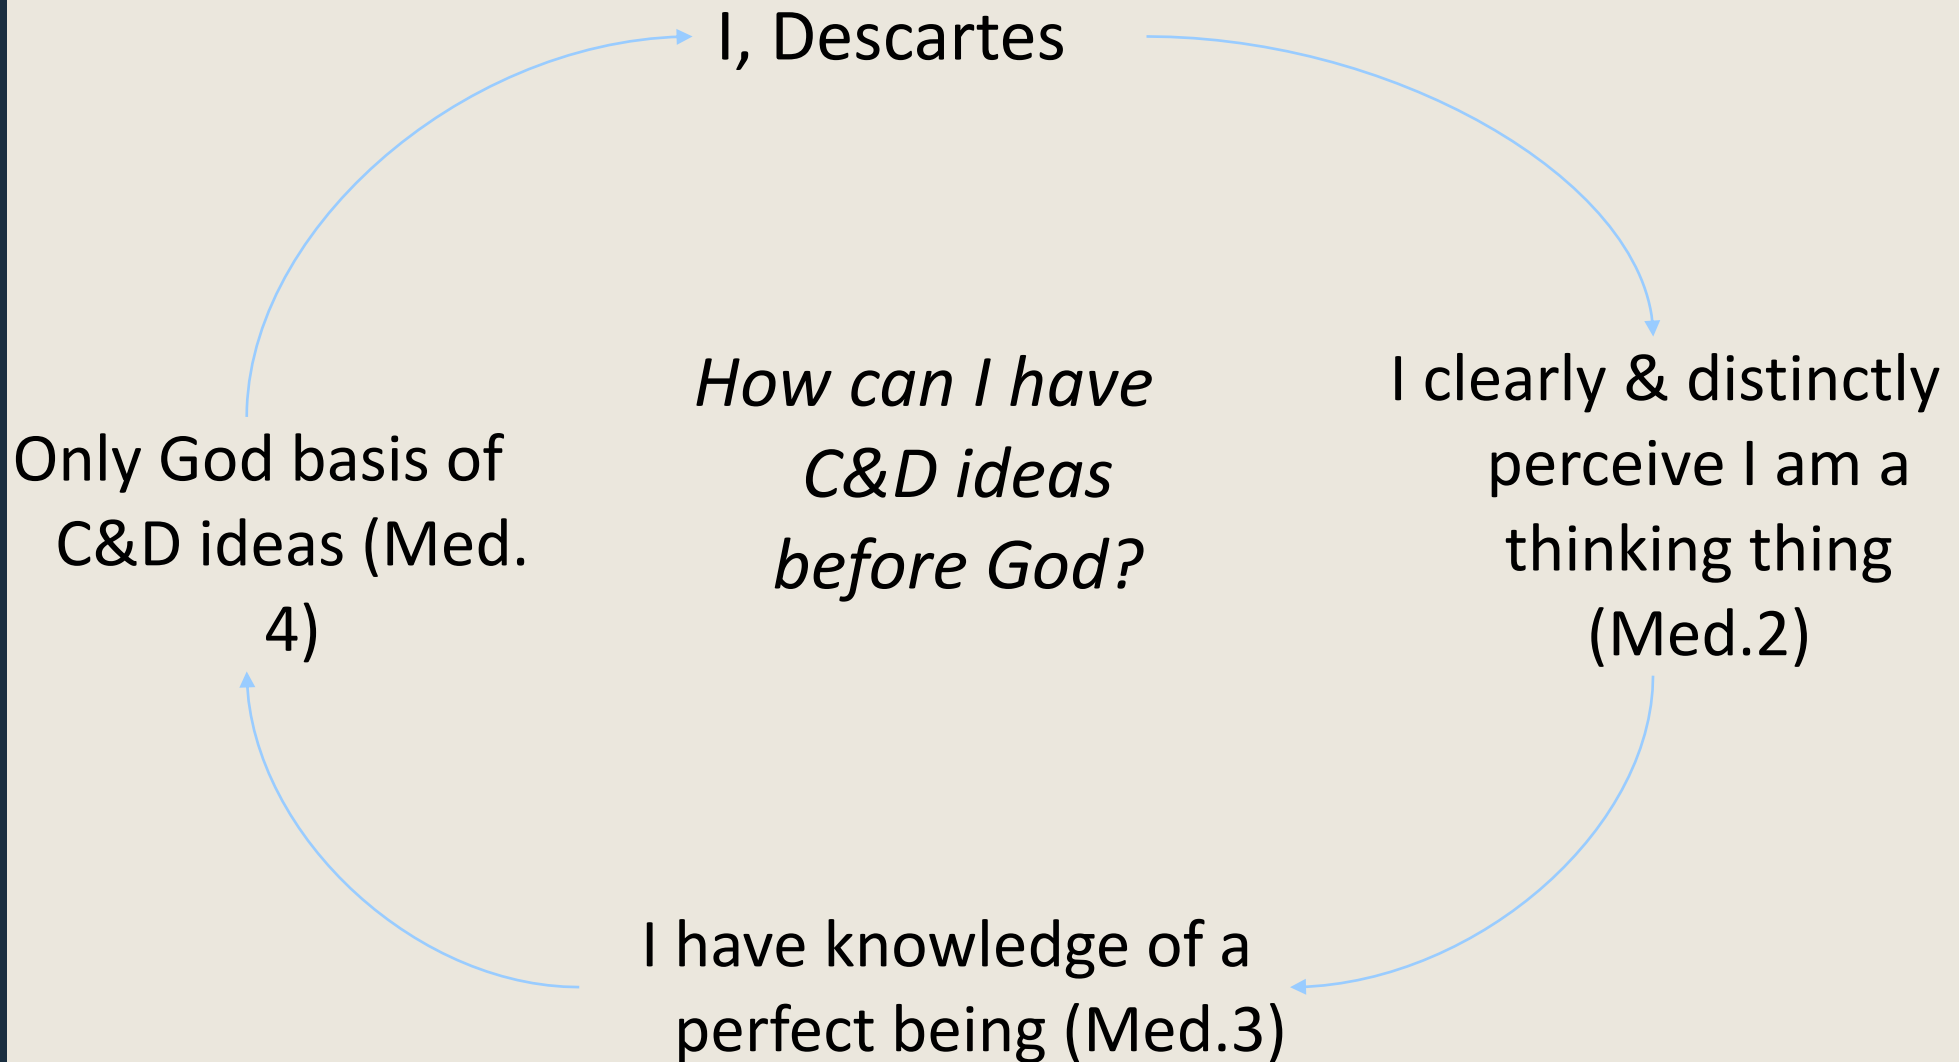 I, Descartes
I clearly & distinctly
perceive I am a
thinking thing
(Med.2)
I have knowledge of a
perfect being (Med.3)
Only God basis of
C&D ideas (Med.
4)
How can I have
C&D ideas
before God?